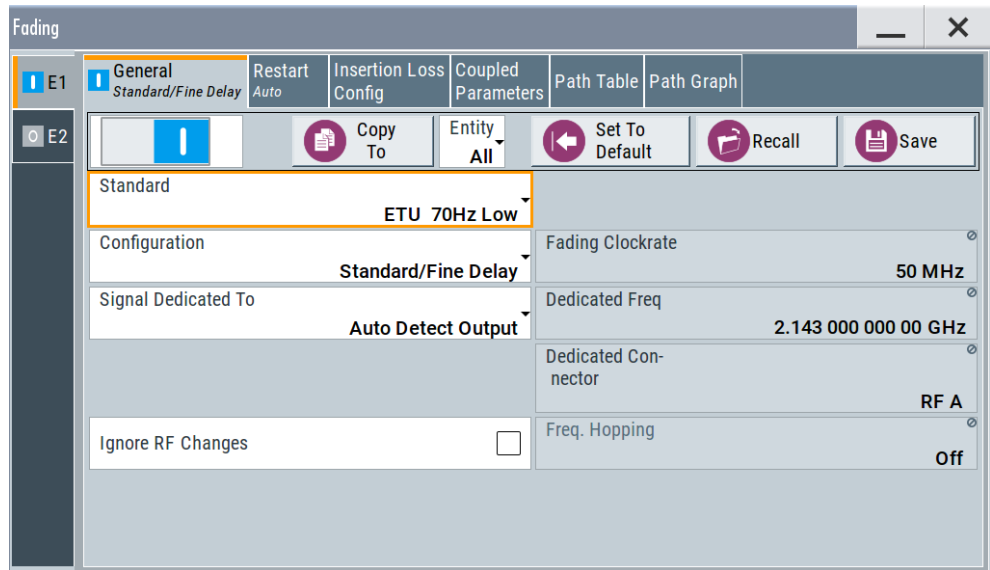 Fading
E1
E2
General
Standard/Fine Delay
Restart
Auto
Insertion Loss
Config
Coupled
Parameters
Path Table
Path Graph
Copy
To
Entity
All
Set To
Default
Recall
Save
Standard
ETU 70Hz Low
Configuration
Standard/Fine Delay
Fading Clockrate
50 MHz
Signal Dedicated To
Auto Detect Output
Dedicated Freq
2.143 000 000 00 GHz
Dedicated Con-
nector
RF A
Ignore RF Changes
Freq. Hopping
Off